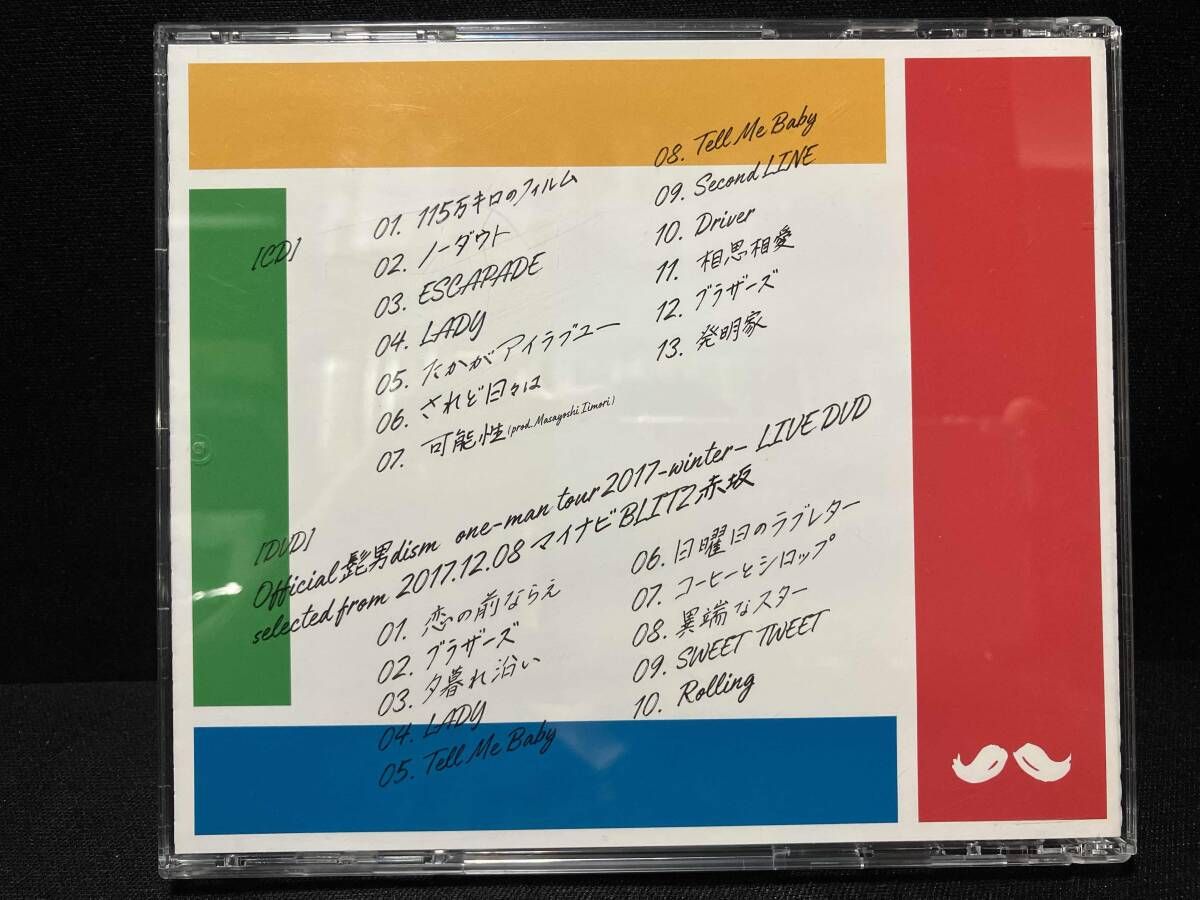 [CD]
01. 115万キロのフィルム
02. ノーダウト
03. ESCAPADE
04. LADY
05. たかがアイラブユー
06. されど日々は
07. 可能性 (prod. Masayoshi Iimori)
08. Tell Me Baby
09. Second LINE
10. Driver
11. 相思相愛
12. ブラザーズ
13. 発明家
[DVD]
Official髭男dism one-man tour 2017-winter- LIVE DVD
selected from 2017.12.08 マイナビBLITZ赤坂
01. 恋の前ならえ
02. ブラザーズ
03. 夕暮れ沿い
04. LADY
05. Tell Me Baby
06. 日曜日のラブレター
07. コーヒーとシロップ
08. 異端なスター
09. SWEET TWEET
10. Rolling